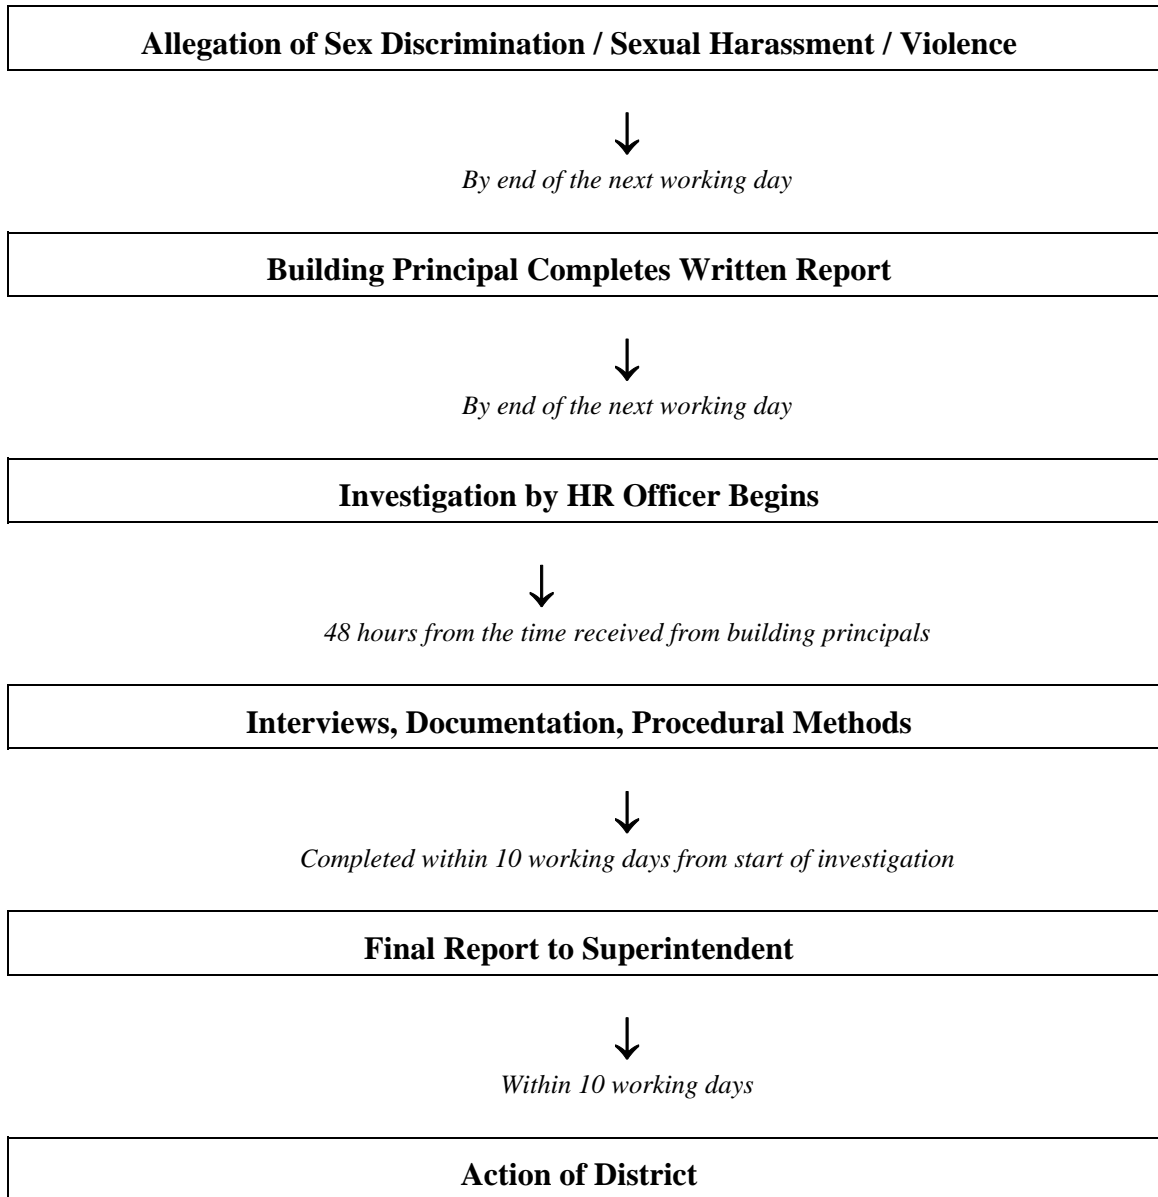 Allegation of Sex Discrimination / Sexual Harassment / Violence
By end of the next working day
Building Principal Completes Written Report
By end of the next working day
Investigation by HR Officer Begins
48 hours from the time received from building principals
Interviews, Documentation, Procedural Methods
Completed within 10 working days from start of investigation
Final Report to Superintendent
Within 10 working days
Action of District